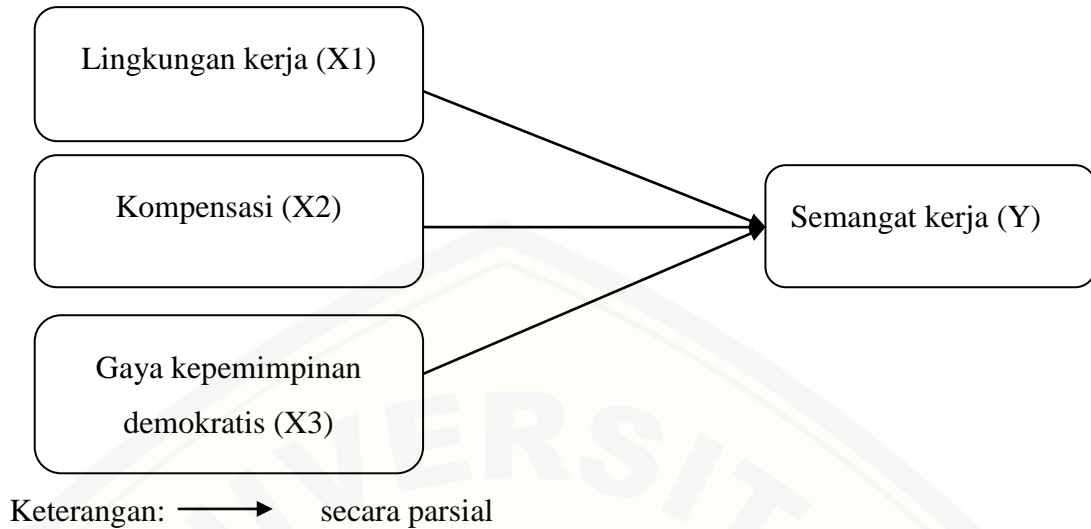 Lingkungan kerja (X1)
Kompensasi (X2)
Semangat kerja (Y)
Gaya kepemimpinan
demokratis (X3)
Keterangan: secara parsial